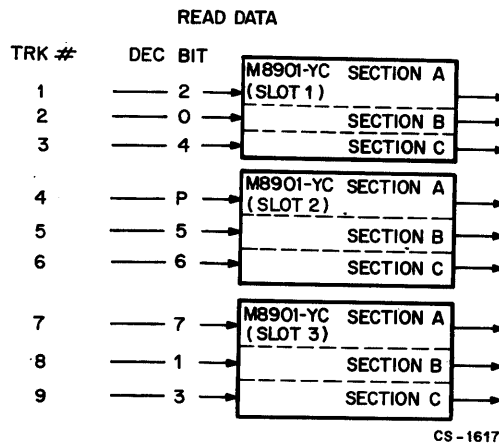 READ DATA
TRK # DEC BIT
M8901-YC SECTION A
1 2 (SLOT 1)
2 0 SECTION B
3 4 SECTION C
M8901-YC SECTION A
4 P (SLOT 2)
5 5 SECTION B
6 6 SECTION C
M8901-YC SECTION A
7 7 (SLOT 3)
8 1 SECTION B
9 3 SECTION C
CS-1617